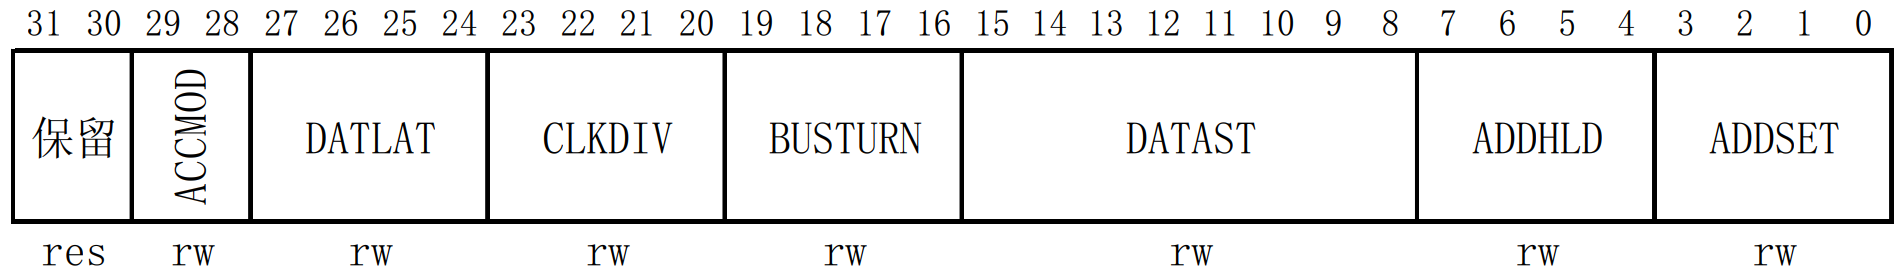 31 30 29 28 27 26 25 24 23 22 21 20 19 18 17 16 15 14 13 12 11 10 9 8 7 6 5 4 3 2 1 0
保留 ACCMOD DATLAT CLKDIV BUSTURN DATAST ADDHLD ADDSET
res rw rw rw rw rw rw rw